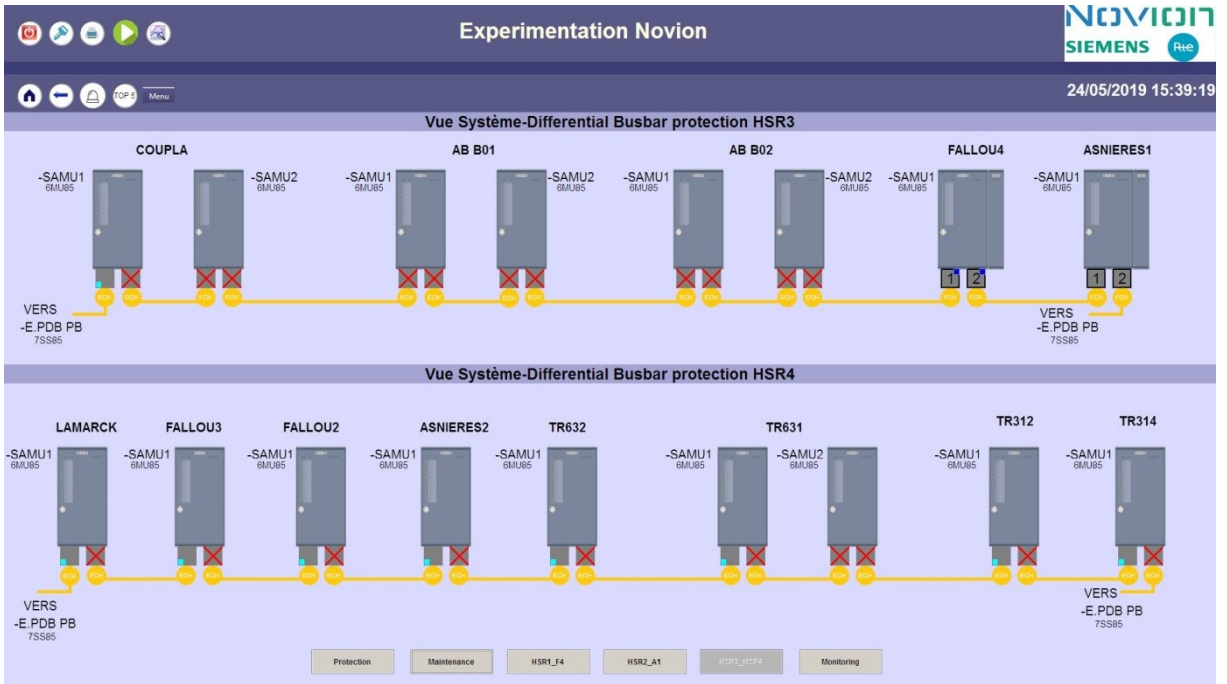 Experimentation Novion
NOVION
SIEMENS Rte
TOP 5 Menu
24/05/2019 15:39:19
Vue Système-Differential Busbar protection HSR3
COUPLA AB B01 AB B02 FALLOU4 ASNIERES1
-SAMU1 -SAMU2 -SAMU1 -SAMU2 -SAMU1 -SAMU2 -SAMU1 -SAMU1
6MU85 6MU85 6MU85 6MU85 6MU85 6MU85 6MU85 6MU85
1 2 1 2
VERS
-E.PDB PB
7SS85
VERS
-E.PDB PB
7SS85
Vue Système-Differential Busbar protection HSR4
LAMARCK FALLOU3 FALLOU2 ASNIERES2 TR632 TR631 TR312 TR314
-SAMU1 -SAMU1 -SAMU1 -SAMU1 -SAMU1 -SAMU1 -SAMU2 -SAMU1 -SAMU1
6MU85 6MU85 6MU85 6MU85 6MU85 6MU85 6MU85 6MU85 6MU85
VERS
-E.PDB PB
7SS85
VERS
-E.PDB PB
7SS85
Protection Maintenance HSR1_F4 HSR2_A1 HSR3_HSR4 Monitoring